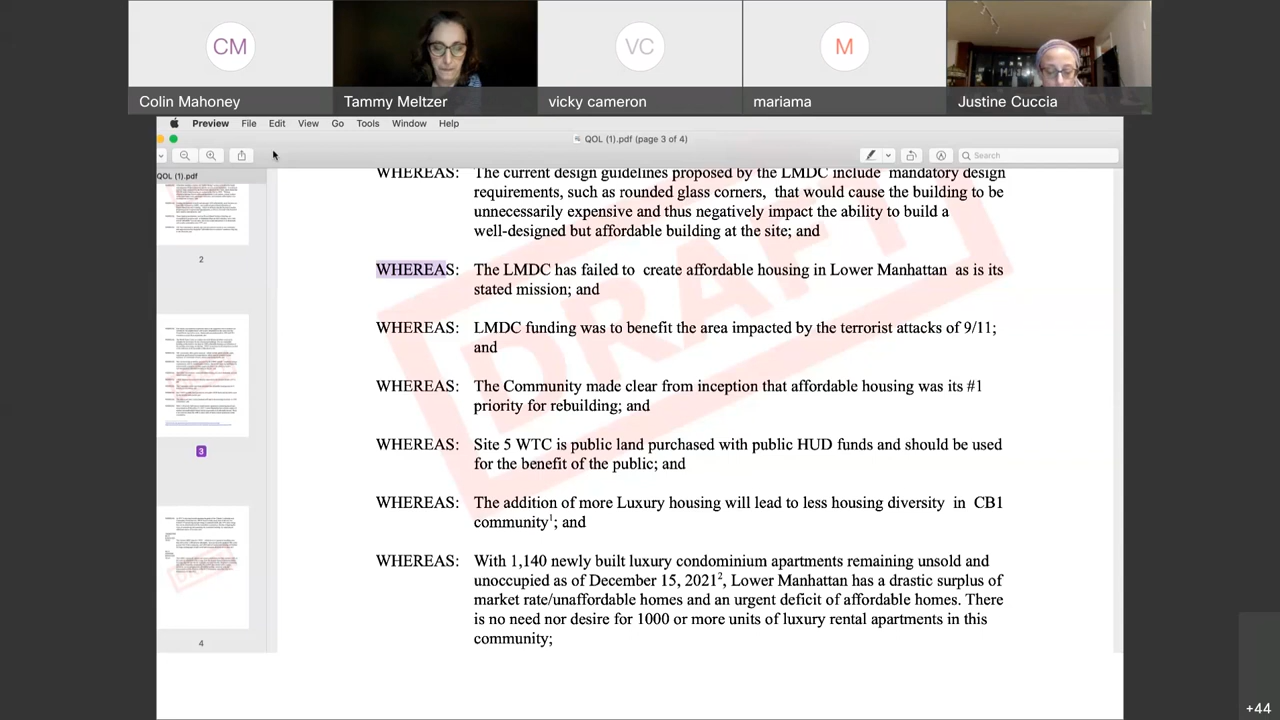 CM
VC
M
Colin Mahoney
Tammy Meltzer
vicky cameron
mariama
Justine Cuccia
Preview File Edit View Go Tools Window Help
QOL (1).pdf (page 3 of 4)
Search
QOL (1).pdf
2
3
4
WHEREAS: The current design guidelines proposed by the LMDC include mandatory design
requirements, such as curved glass corners, that would cause the building to be
unnecessarily expensive and thus negatively impact the ability to build a
well-designed but affordable building at the site; and
WHEREAS: The LMDC has failed to create affordable housing in Lower Manhattan as is its
stated mission; and
WHEREAS: LMDC funding was to benefit the area impacted by the terrorist attacks of 9/11;
and
WHEREAS: The Community made clear from inception that affordable housing was its #1
priority for rebuilding; and
WHEREAS: Site 5 WTC is public land purchased with public HUD funds and should be used
for the benefit of the public; and
WHEREAS: The addition of more Luxury housing will lead to less housing diversity in CB1
community¹; and
WHEREAS: With newly built luxury condominium apartments remaining unsold and
unoccupied as of December 15, 2021², Lower Manhattan has a drastic surplus of
market rate/unaffordable homes and an urgent deficit of affordable homes. There
is no need nor desire for 1000 or more units of luxury rental apartments in this
community;
+44